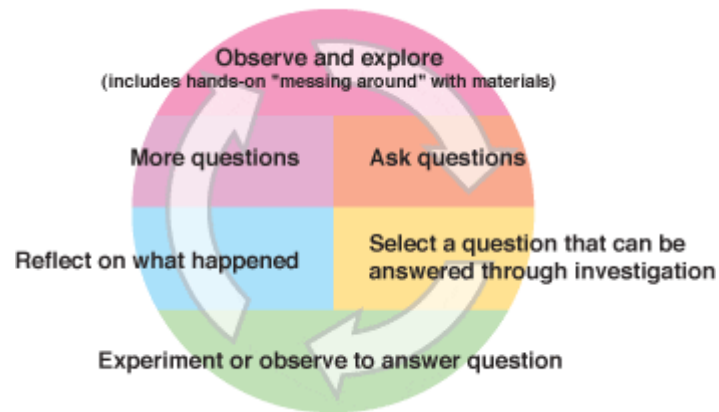 Observe and explore
(includes hands-on "messing around" with materials)
More questions
Ask questions
Reflect on what happened
Select a question that can be
answered through investigation
Experiment or observe to answer question